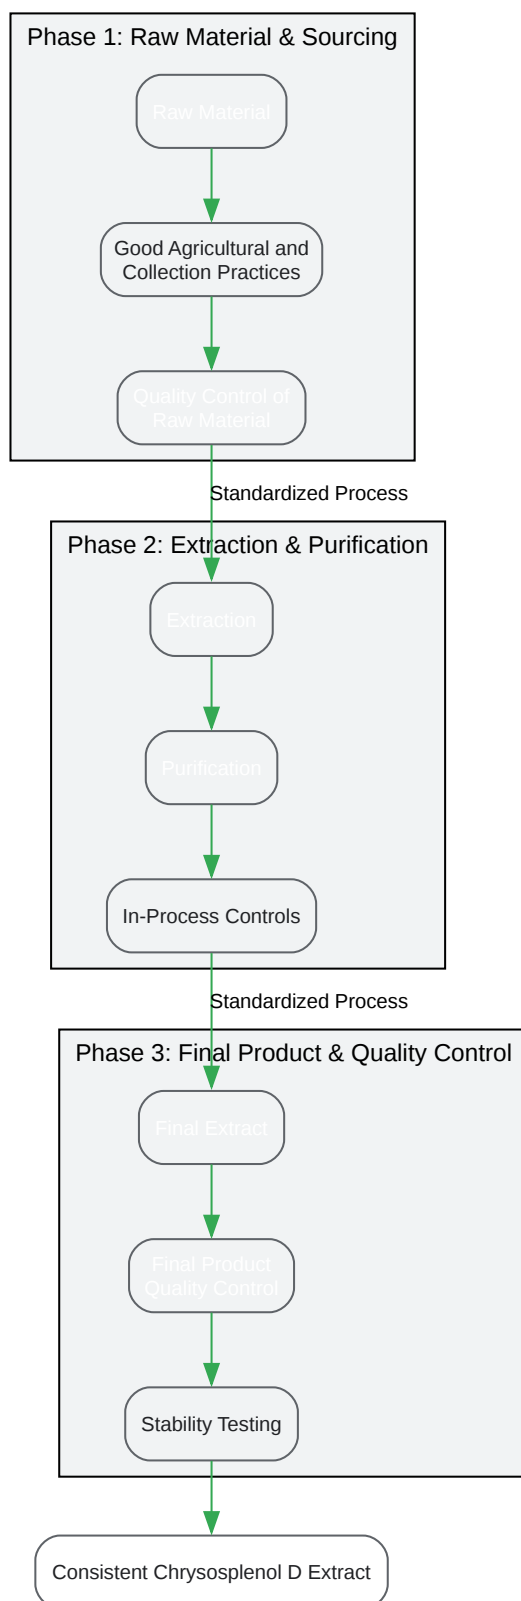 Phase 1: Raw Material & Sourcing
Raw Material
Good Agricultural and
Collection Practices
Quality Control of
Raw Material
Standardized Process
Phase 2: Extraction & Purification
Extraction
Purification
In-Process Controls
Standardized Process
Phase 3: Final Product & Quality Control
Final Extract
Final Product
Quality Control
Stability Testing
Consistent Chrysosplenol D Extract